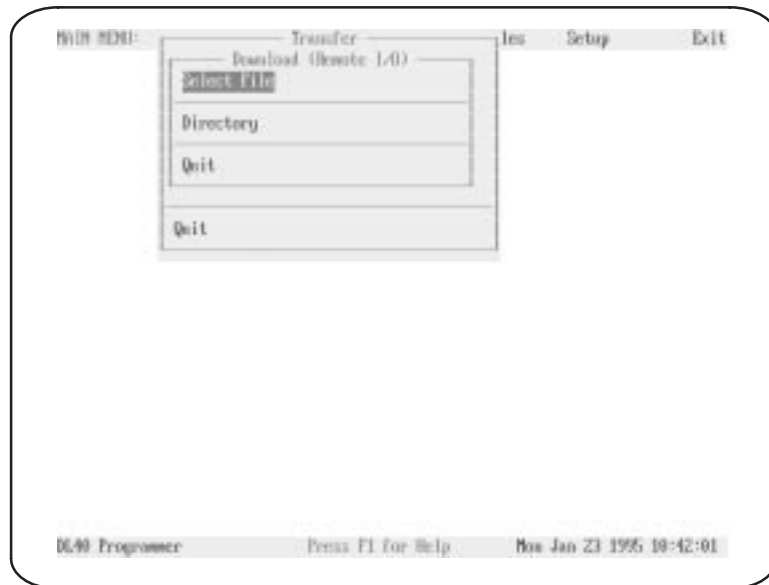 MAIN MENU: Transfer les Setup Exit
Download (Remote I/O)
Select File
Directory
Quit
Quit
DL40 Programmer Press F1 for Help Mon Jan 23 1995 10:42:01